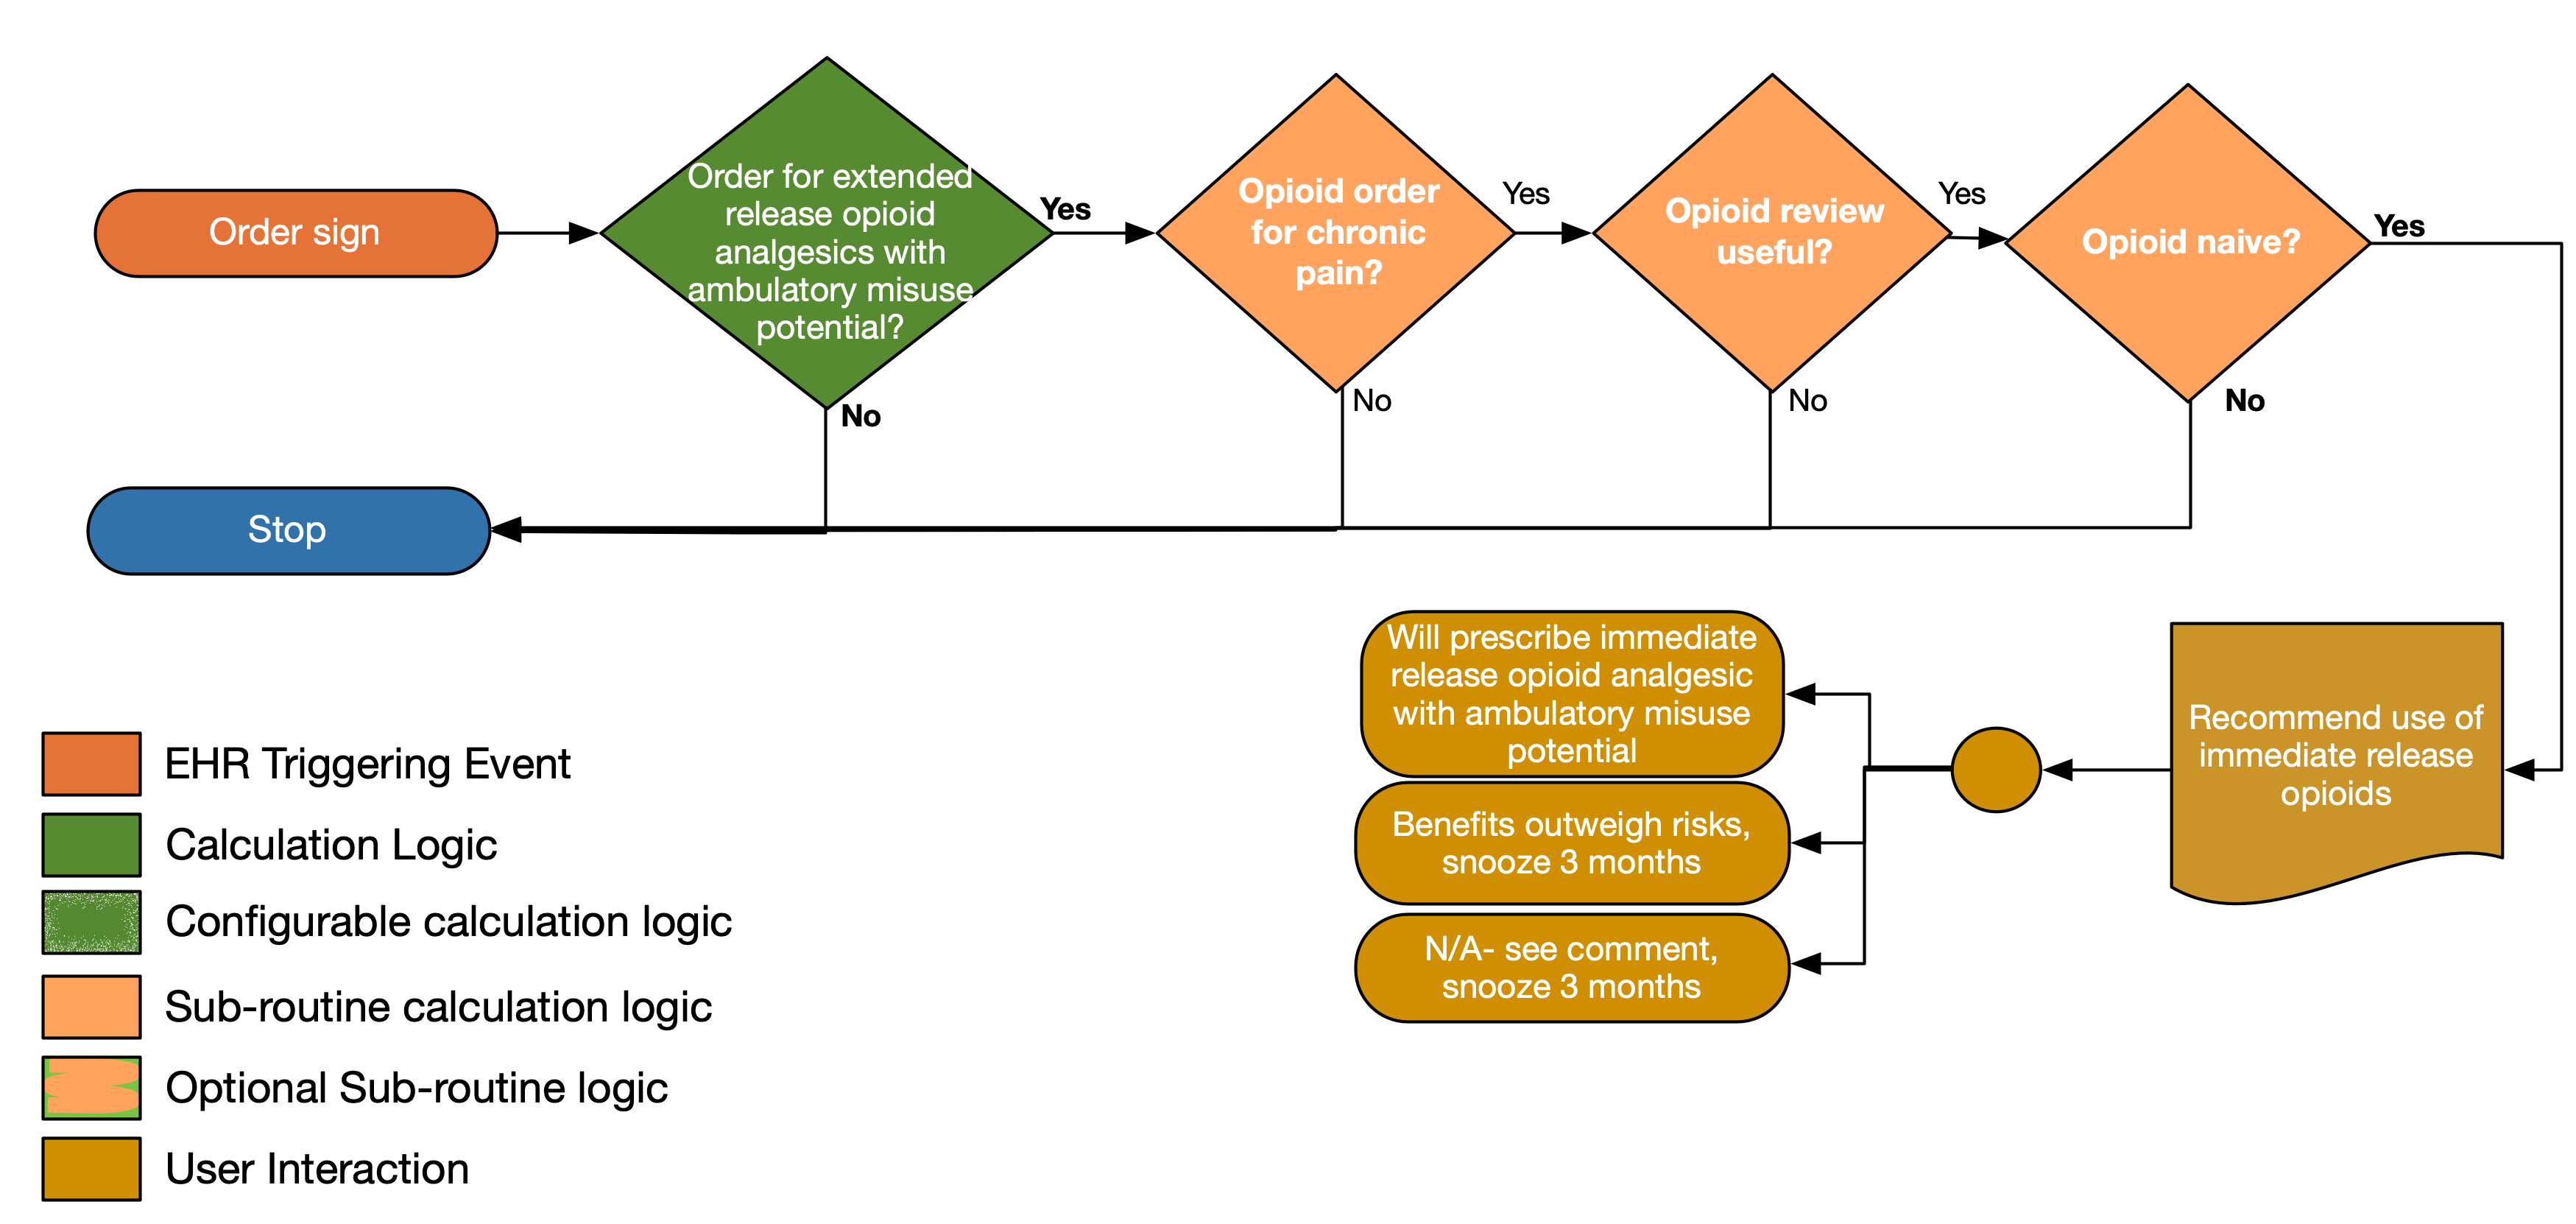 Order sign
Order for extended
release opioid
analgesics with
ambulatory misuse
potential?
Yes
No
Opioid order
for chronic
pain?
Yes
No
Opioid review
useful?
Yes
No
Opioid naive?
Yes
No
Stop
Recommend use of
immediate release
opioids
Will prescribe immediate
release opioid analgesic
with ambulatory misuse
potential
Benefits outweigh risks,
snooze 3 months
N/A- see comment,
snooze 3 months
EHR Triggering Event
Calculation Logic
Configurable calculation logic
Sub-routine calculation logic
Optional Sub-routine logic
User Interaction